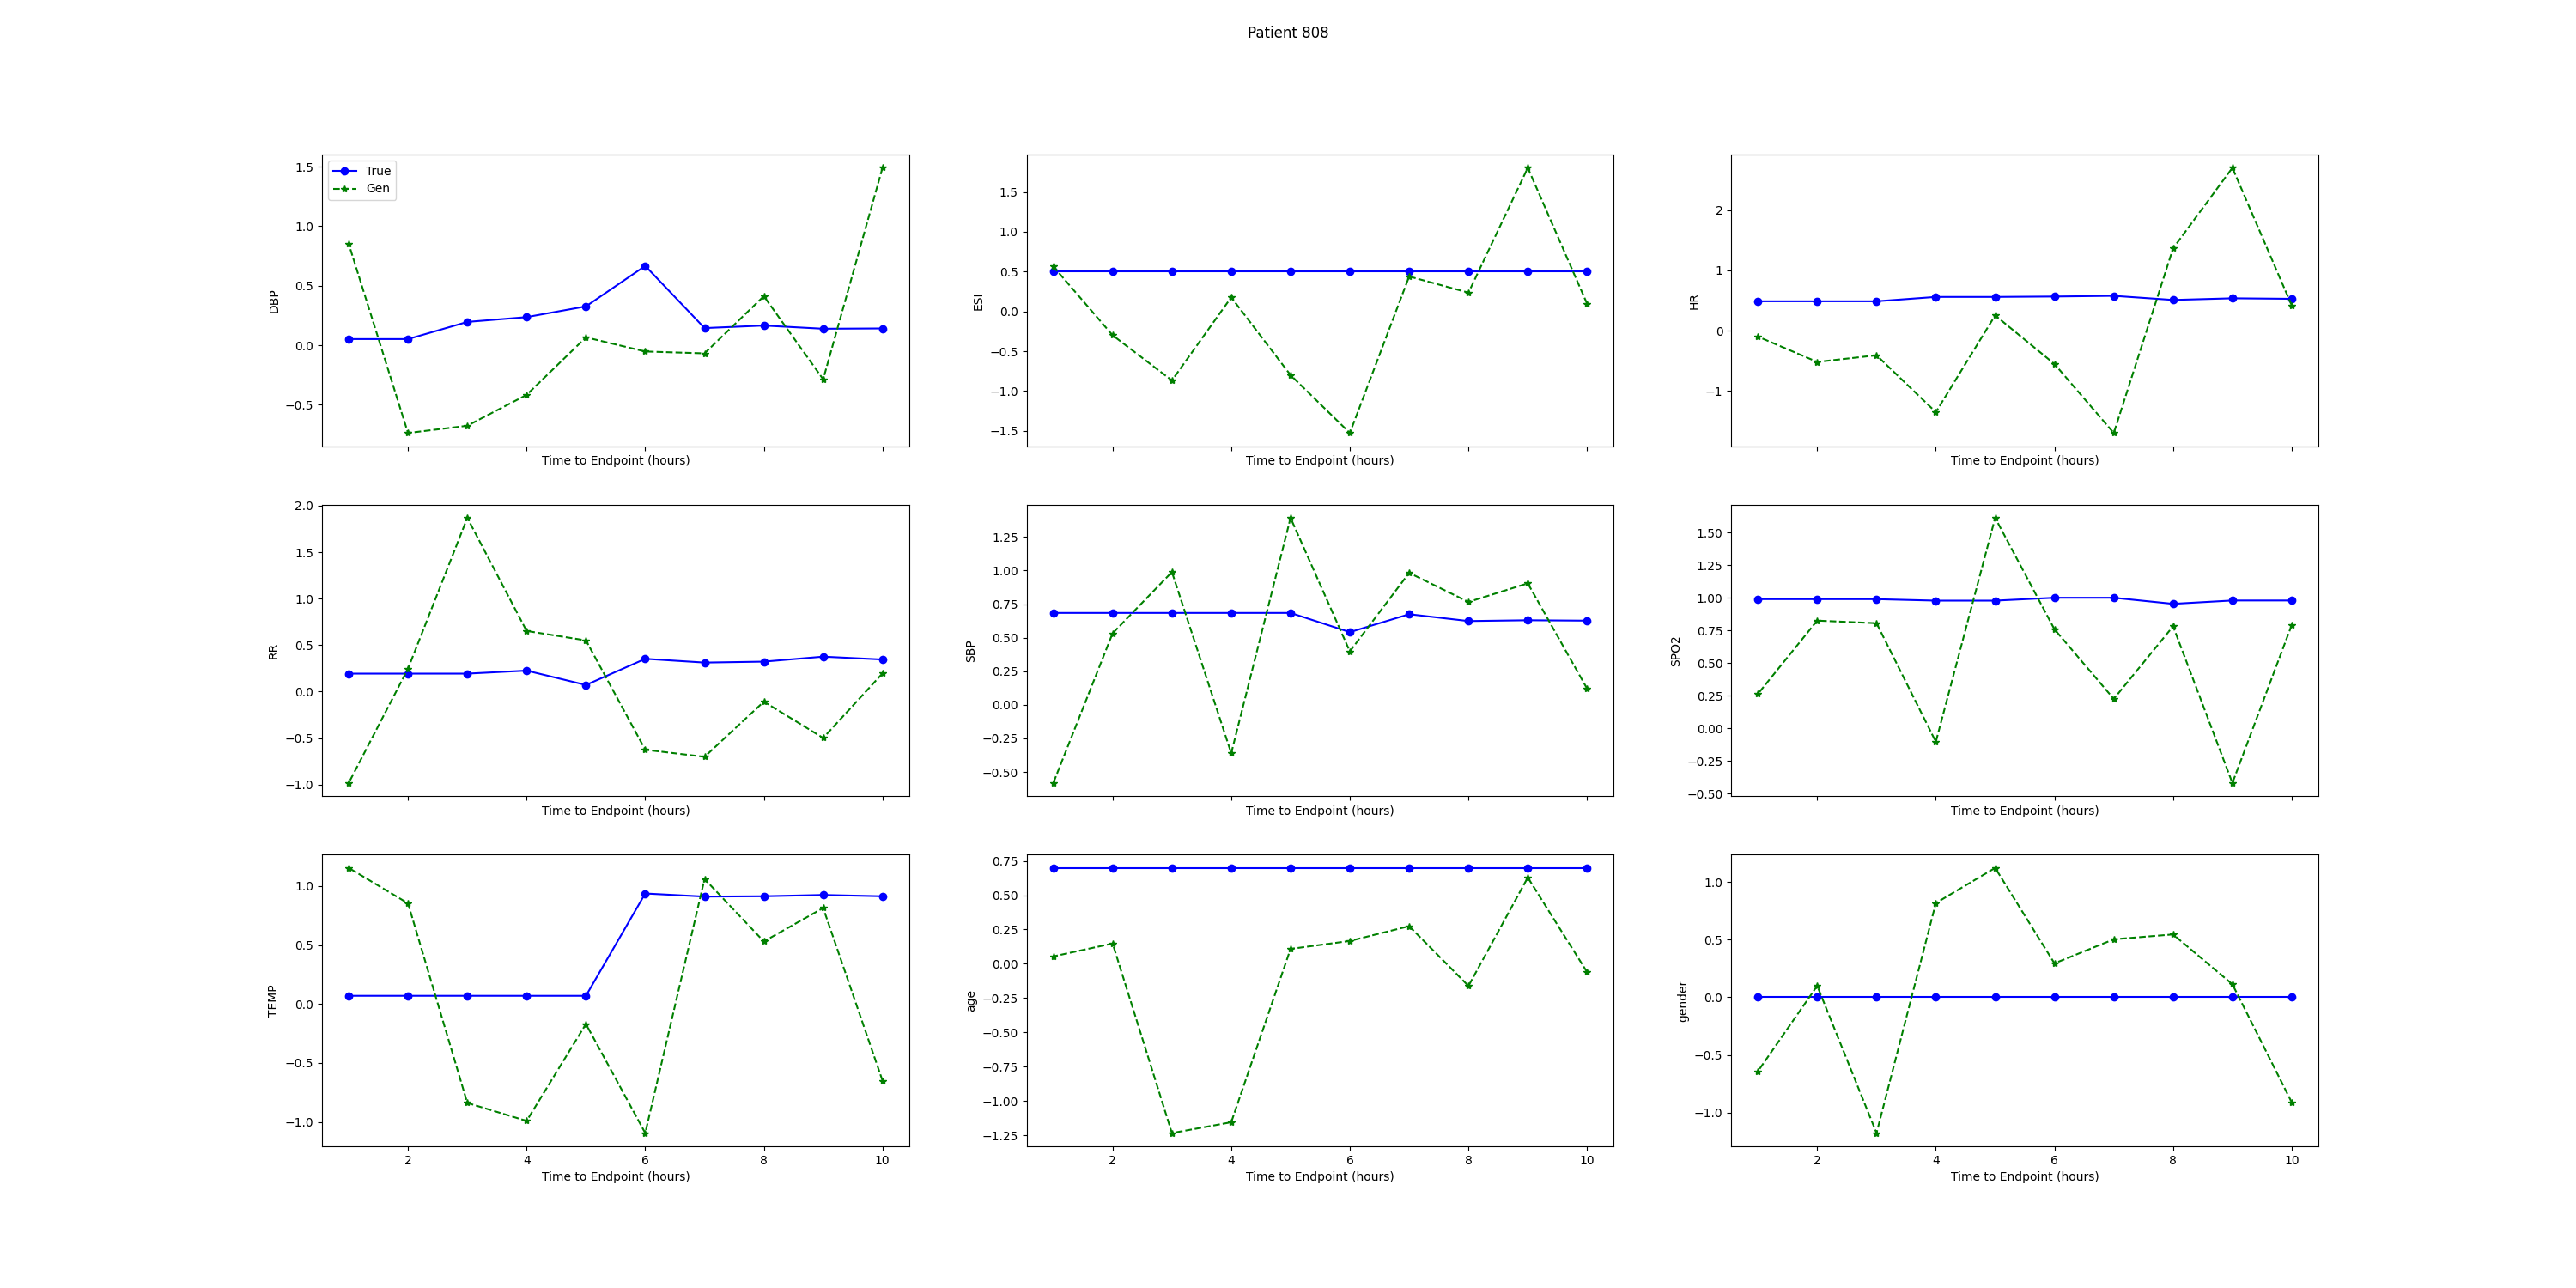 Patient 808
True
Gen
DBP
1.5
1.0
0.5
0.0
−0.5
Time to Endpoint (hours)
ESI
1.5
1.0
0.5
0.0
−0.5
−1.0
−1.5
Time to Endpoint (hours)
HR
2
1
0
−1
Time to Endpoint (hours)
RR
2.0
1.5
1.0
0.5
0.0
−0.5
−1.0
Time to Endpoint (hours)
SBP
1.25
1.00
0.75
0.50
0.25
0.00
−0.25
−0.50
Time to Endpoint (hours)
SPO2
1.50
1.25
1.00
0.75
0.50
0.25
0.00
−0.25
−0.50
Time to Endpoint (hours)
TEMP
1.0
0.5
0.0
−0.5
−1.0
2 4 6 8 10
Time to Endpoint (hours)
age
0.75
0.50
0.25
0.00
−0.25
−0.50
−0.75
−1.00
−1.25
2 4 6 8 10
Time to Endpoint (hours)
gender
1.0
0.5
0.0
−0.5
−1.0
2 4 6 8 10
Time to Endpoint (hours)